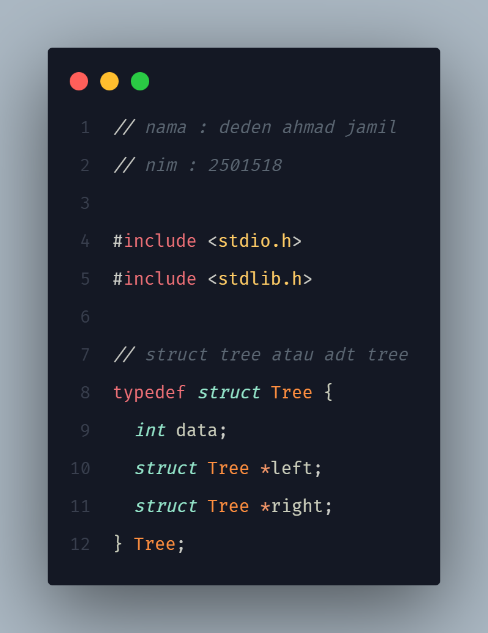 1 // nama : deden ahmad jamil
2 // nim : 2501518
3
4 #include <stdio.h>
5 #include <stdlib.h>
6
7 // struct tree atau adt tree
8 typedef struct Tree {
9   int data;
10   struct Tree *left;
11   struct Tree *right;
12 } Tree;